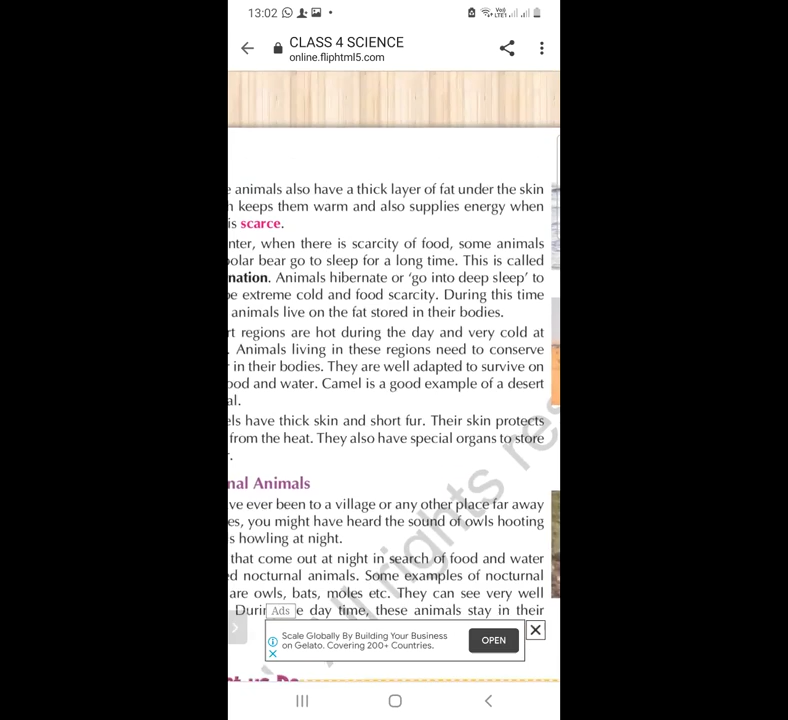 13:02
CLASS 4 SCIENCE
online.fliphtml5.com
e animals also have a thick layer of fat under the skin
h keeps them warm and also supplies energy when
is scarce.
nter, when there is scarcity of food, some animals
polar bear go to sleep for a long time. This is called
nation. Animals hibernate or ‘go into deep sleep’ to
pe extreme cold and food scarcity. During this time
animals live on the fat stored in their bodies.
rt regions are hot during the day and very cold at
. Animals living in these regions need to conserve
r in their bodies. They are well adapted to survive on
ood and water. Camel is a good example of a desert
al.
els have thick skin and short fur. Their skin protects
from the heat. They also have special organs to store
r.
nal Animals
ve ever been to a village or any other place far away
es, you might have heard the sound of owls hooting
s howling at night.
that come out at night in search of food and water
ed nocturnal animals. Some examples of nocturnal
are owls, bats, moles etc. They can see very well
Durin e day time, these animals stay in their
Ads
Scale Globally By Building Your Business
on Gelato. Covering 200+ Countries.
OPEN
All rights res